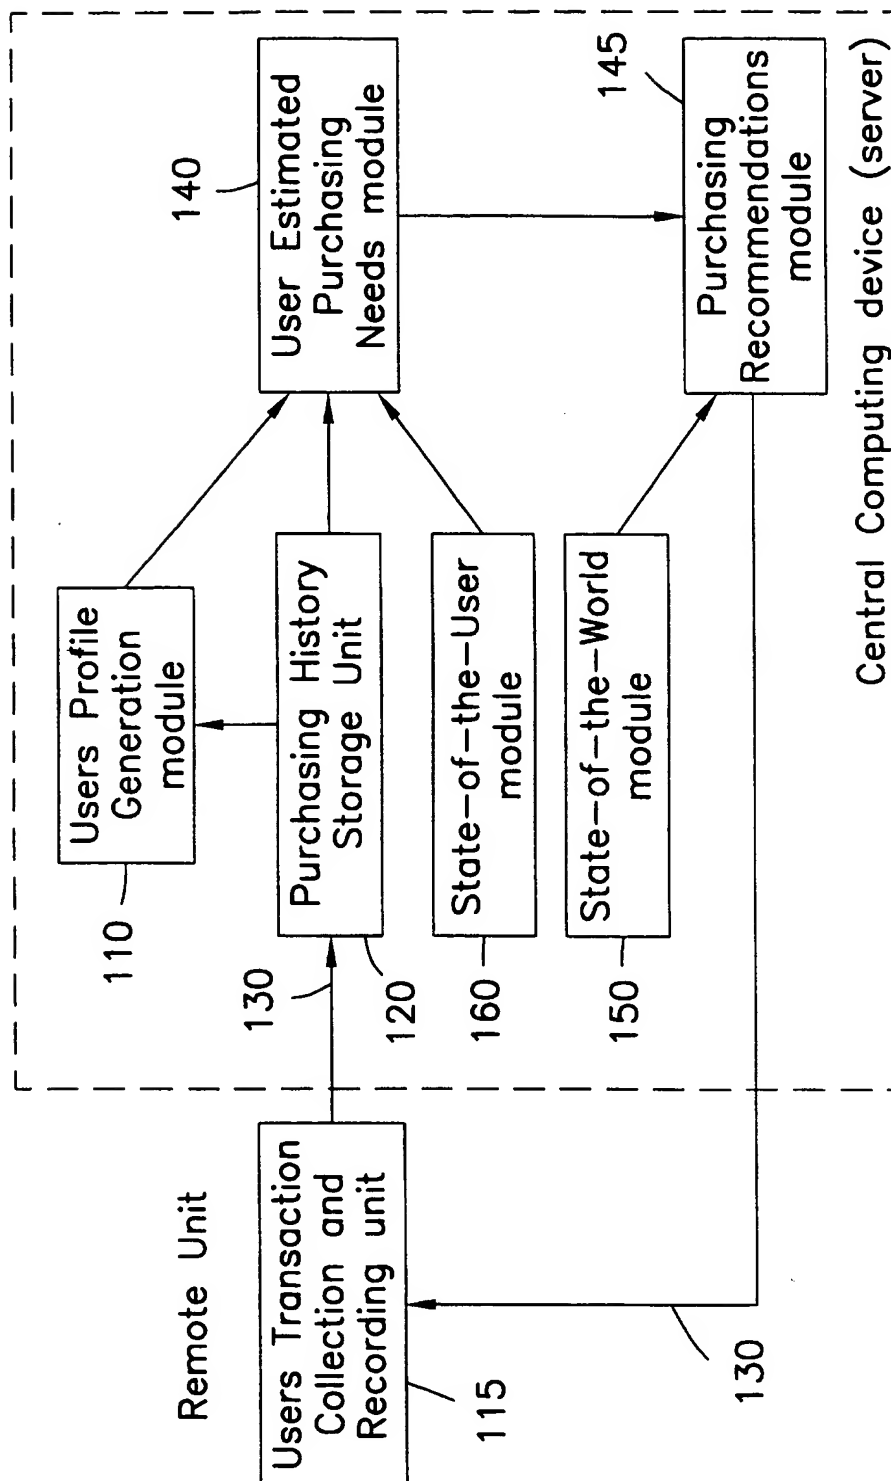 Remote Unit
Users Transaction
Collection and
Recording unit
115
130
130
110
Users Profile
Generation
module
Purchasing History
Storage Unit
120
State-of-the-User
module
160
State-of-the-World
module
150
140
User Estimated
Purchasing
Needs module
145
Purchasing
Recommendations
module
Central Computing device (server)